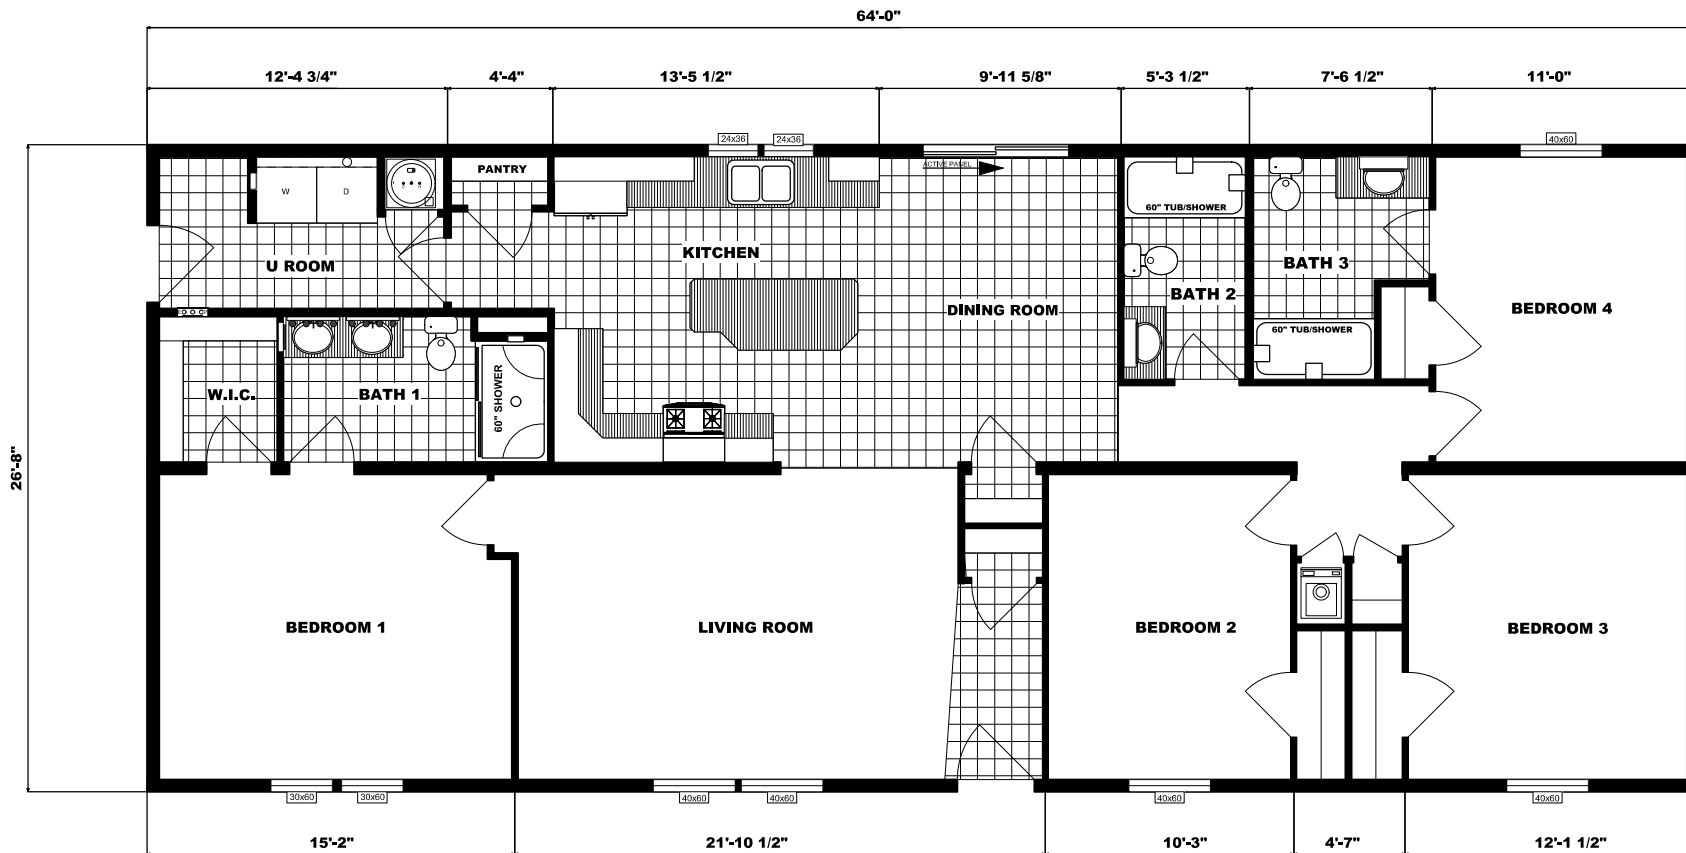 64'-0"
12'-4 3/4" 4'-4" 13'-5 1/2" 9'-11 5/8" 5'-3 1/2" 7'-6 1/2" 11'-0"
24x36 24x36 40x60
ACTIVE PANEL
PANTRY
W D
60" TUB/SHOWER
KITCHEN
U ROOM
BATH 3
BATH 2
DINING ROOM
BEDROOM 4
60" TUB/SHOWER
W.I.C.
BATH 1
60" SHOWER
26'-8"
BEDROOM 1
LIVING ROOM
BEDROOM 2
BEDROOM 3
30x60 30x60 40x60 40x60 40x60 40x60
15'-2" 21'-10 1/2" 10'-3" 4'-7" 12'-1 1/2"